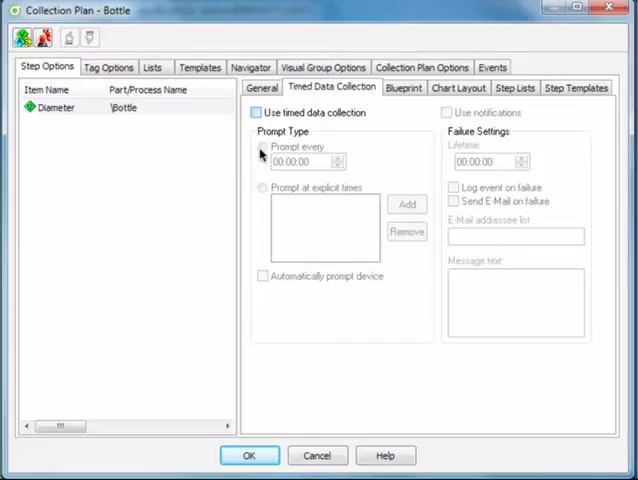 Collection Plan - Bottle
Step Options
Tag Options
Lists
Templates
Navigator
Visual Group Options
Collection Plan Options
Events
Item Name
Part/Process Name
Diameter
\Bottle
General
Timed Data Collection
Blueprint
Chart Layout
Step Lists
Step Templates
Use timed data collection
Prompt Type
Prompt every
00:00:00
Prompt at explicit times
Add
Remove
Automatically prompt device
Use notifications
Failure Settings
Lifetime:
00:00:00
Log event on failure
Send E-Mail on failure
E-Mail addressee list
Message text:
OK
Cancel
Help